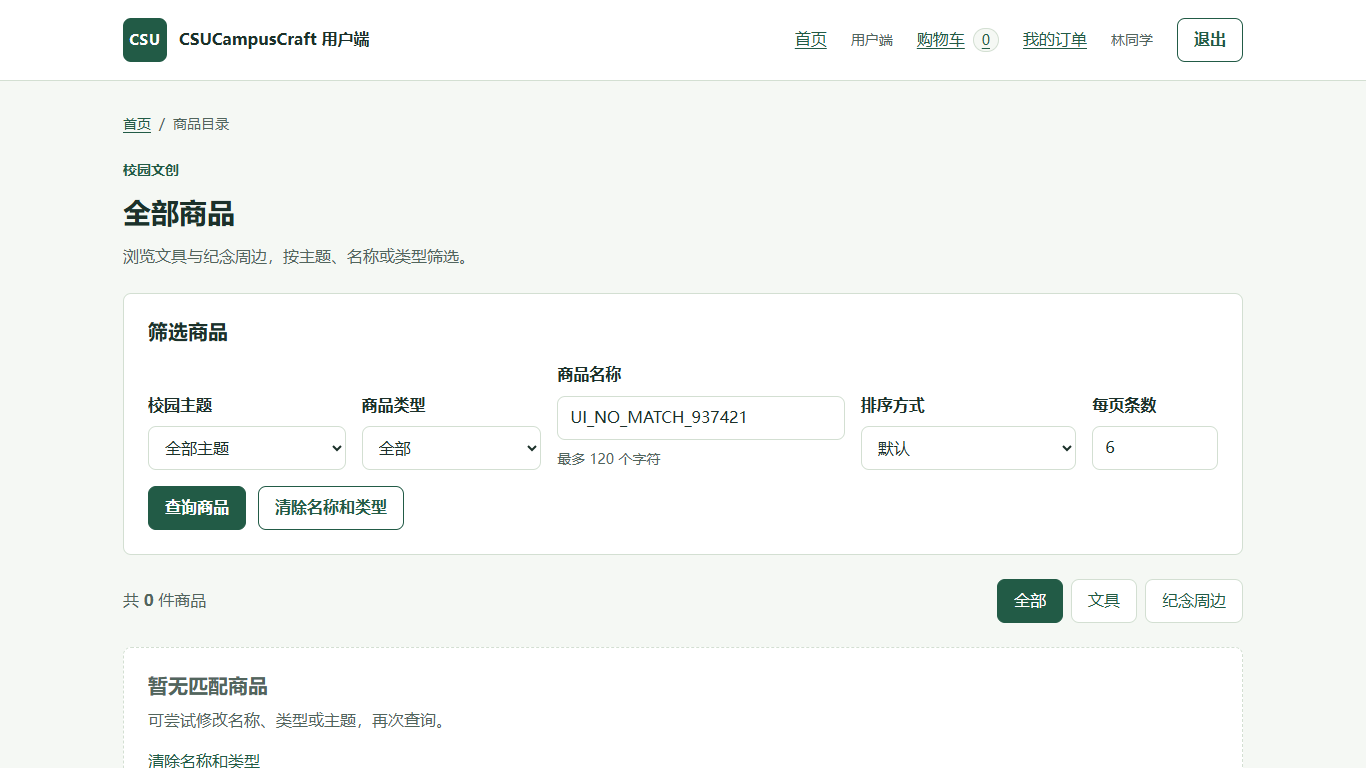 CSU CSUCampusCraft 用户端 首页 用户端 购物车 0 我的订单 林同学 退出
首页 / 商品目录
校园文创
全部商品
浏览文具与纪念周边，按主题、名称或类型筛选。
筛选商品
校园主题 商品类型 商品名称 排序方式 每页条数
全部主题 全部 UI_NO_MATCH_937421 默认 6
最多 120 个字符
查询商品 清除名称和类型
共 0 件商品 全部 文具 纪念周边
暂无匹配商品
可尝试修改名称、类型或主题，再次查询。
清除名称和类型